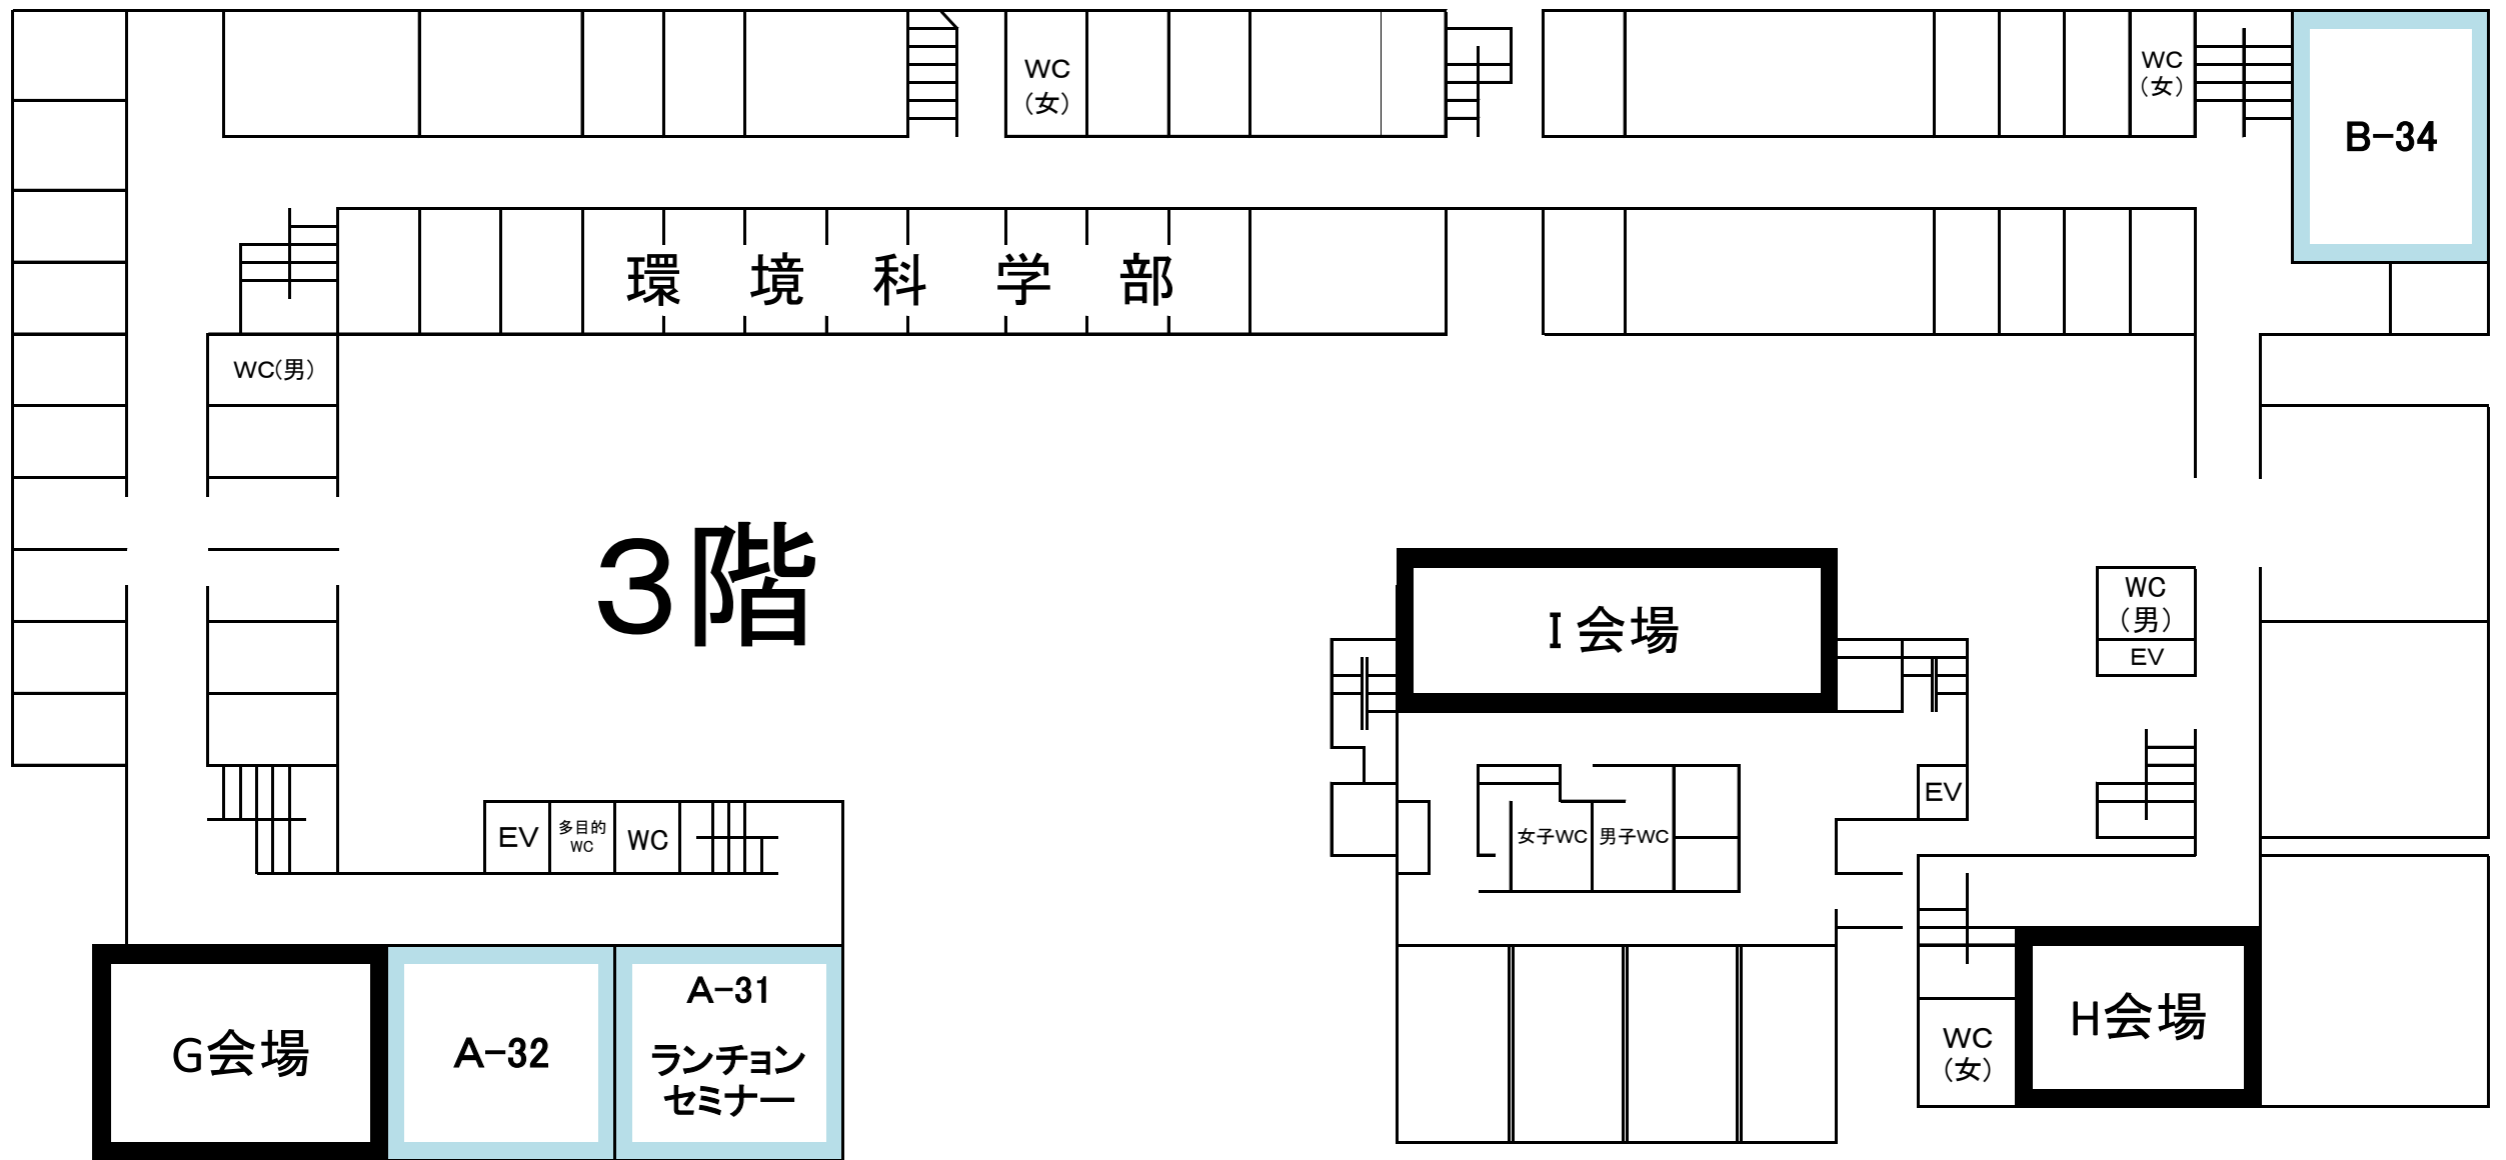 WC
（女）
WC
（女）
B-34
環境科学部
WC(男）
3階
I 会場
WC
（男）
EV
EV
EV
多目的
WC
WC
女子WC
男子WC
G会場
A-32
A-31
ランチョン
セミナー
WC
（女）
H会場